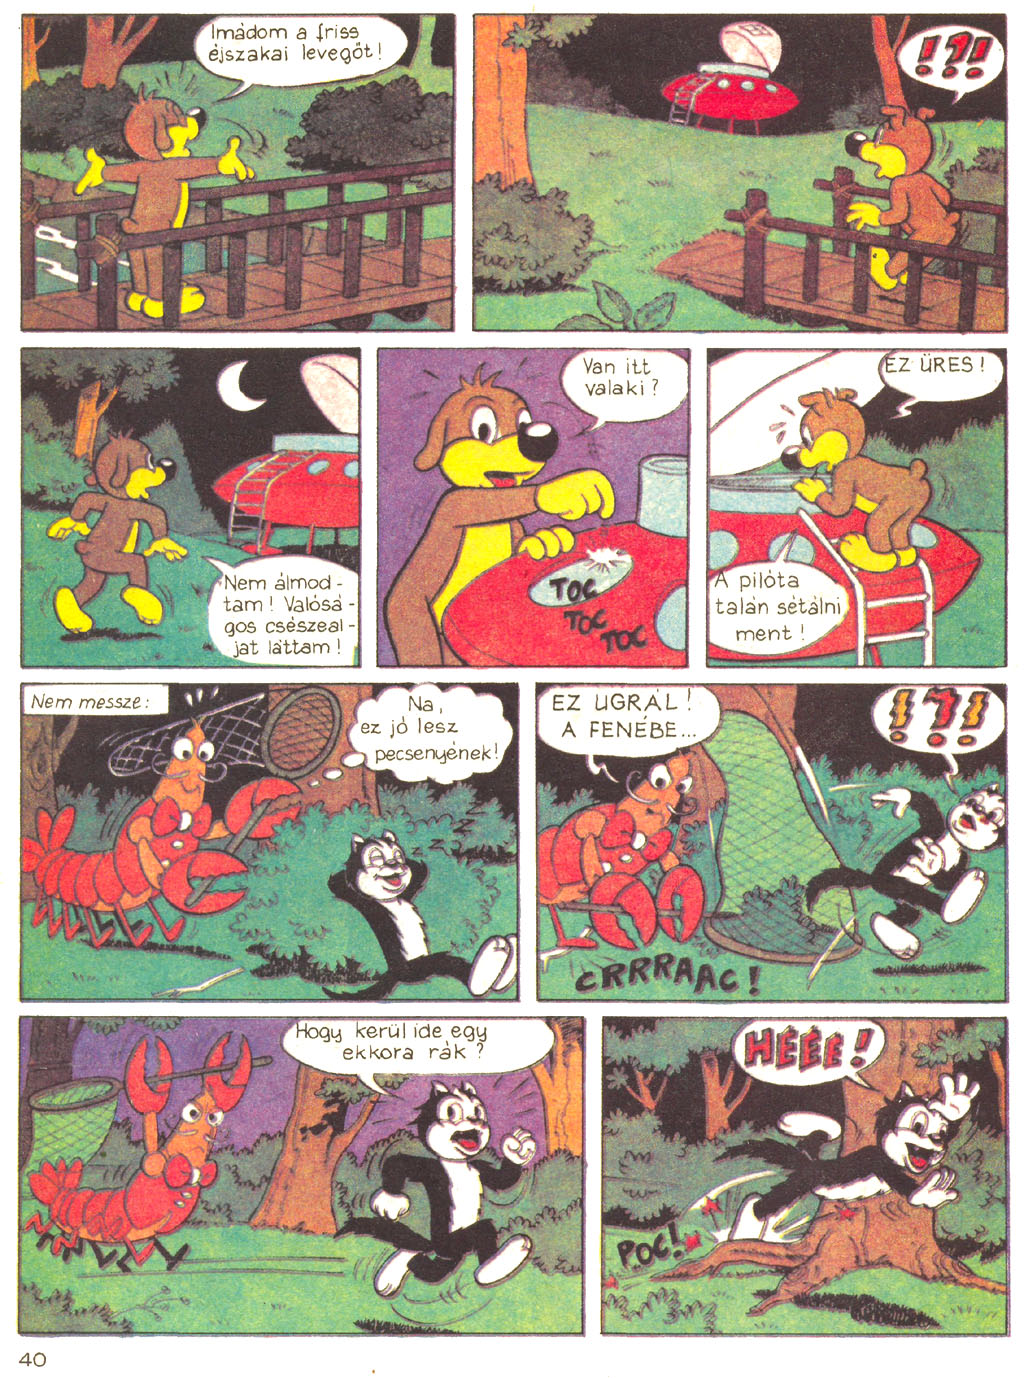 Imádom a friss
éjszakai levegőt!
!?!
Nem álmod-
tam! Valósá-
gos csészeal-
jat láttam!
Van itt
valaki?
TOC
TOC
TOC
EZ ÜRES!
A pilóta
talán sétálni
ment!
Nem messze:
Na,
ez jó lesz
pecsenyének!
EZ UGRÁL!
A FENÉBE...
!?!
CRRRAAC!
Hogy kerül ide egy
ekkora rák?
HÉÉÉ!
POC!
40